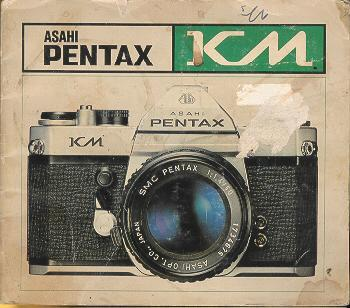 ASAHI
PENTAX
KM
ASAHI
PENTAX
KM
SMC PENTAX
ASAHI OPT. CO., JAPAN